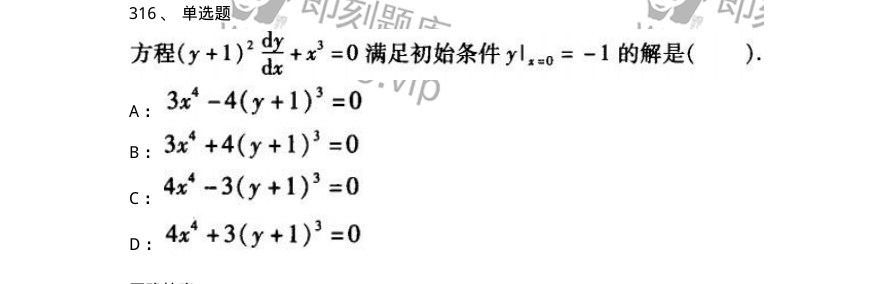 316 、 单选题
方程(y+1)² dy/dx + x³ = 0 满足初始条件 y|ₓ₌₀ = -1 的解是(    ).
A： 3x⁴ - 4(y+1)³ = 0
B： 3x⁴ + 4(y+1)³ = 0
C： 4x⁴ - 3(y+1)³ = 0
D： 4x⁴ + 3(y+1)³ = 0